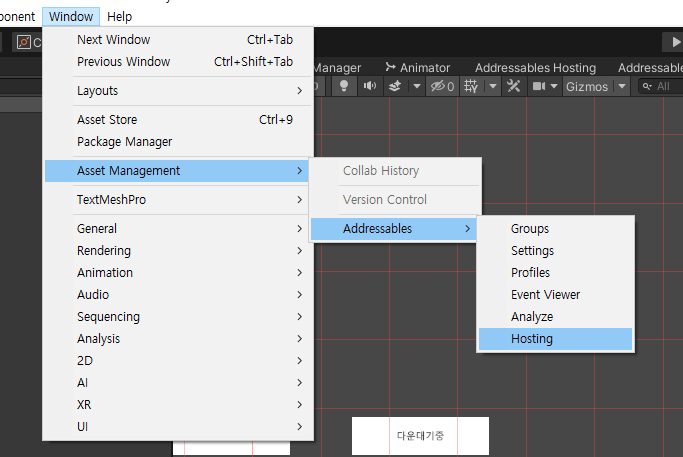 ponent Window Help
C
Manager Animator Addressables Hosting Addressable
0 Gizmos All
Next Window Ctrl+Tab
Previous Window Ctrl+Shift+Tab
Layouts
Asset Store Ctrl+9
Package Manager
Asset Management
TextMeshPro
General
Rendering
Animation
Audio
Sequencing
Analysis
2D
AI
XR
UI
Collab History
Version Control
Addressables
Groups
Settings
Profiles
Event Viewer
Analyze
Hosting
다운대기중